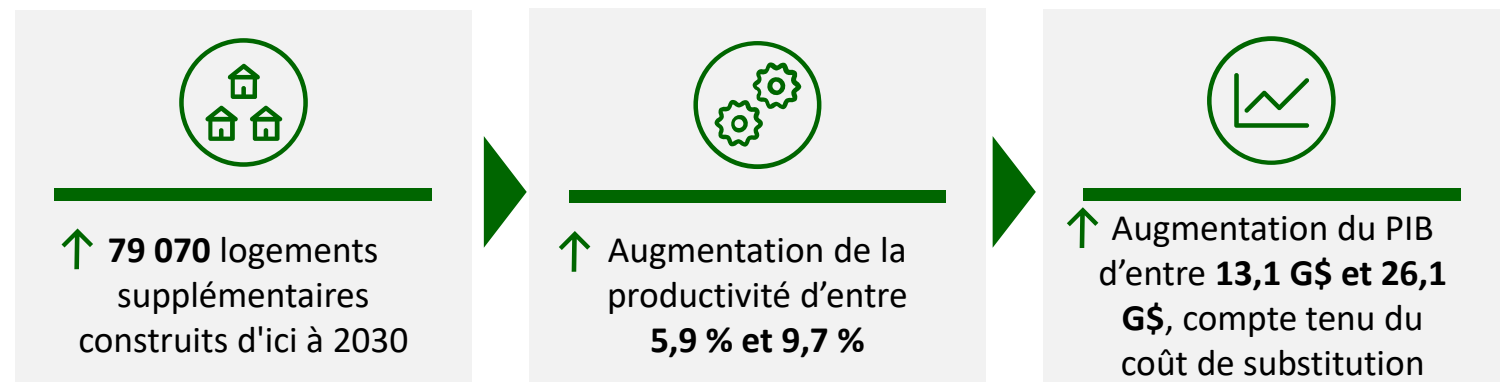 ↑ 79 070 logements
supplémentaires
construits d'ici à 2030
↑ Augmentation de la
productivité d’entre
5,9 % et 9,7 %
↑ Augmentation du PIB
d’entre 13,1 G$ et 26,1
G$, compte tenu du
coût de substitution